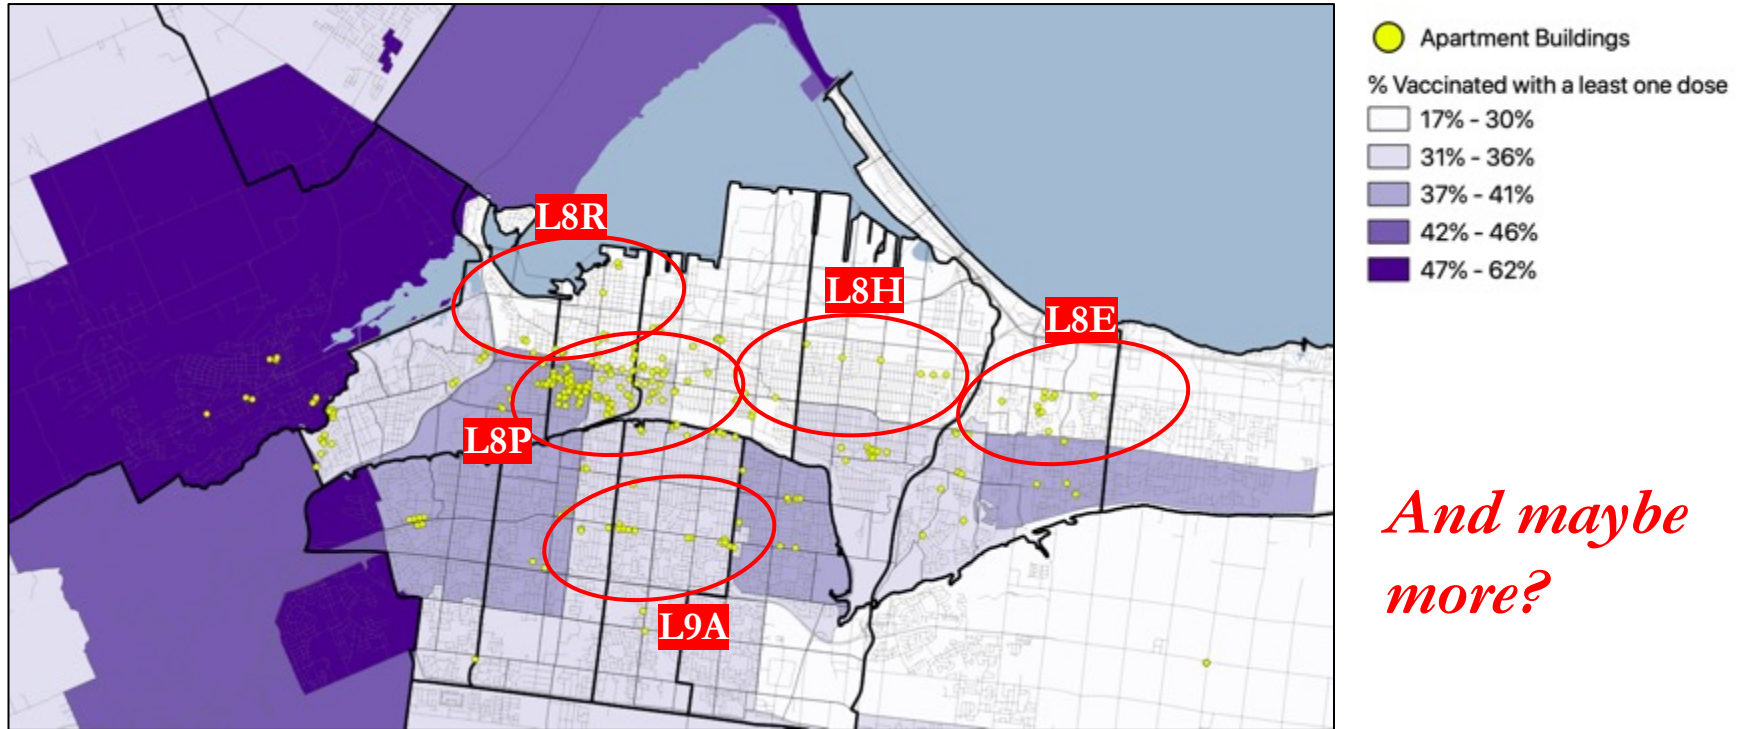 Apartment Buildings
% Vaccinated with a least one dose
17% - 30%
31% - 36%
37% - 41%
42% - 46%
47% - 62%
L8R
L8H
L8E
L8P
L9A
And maybe
more?